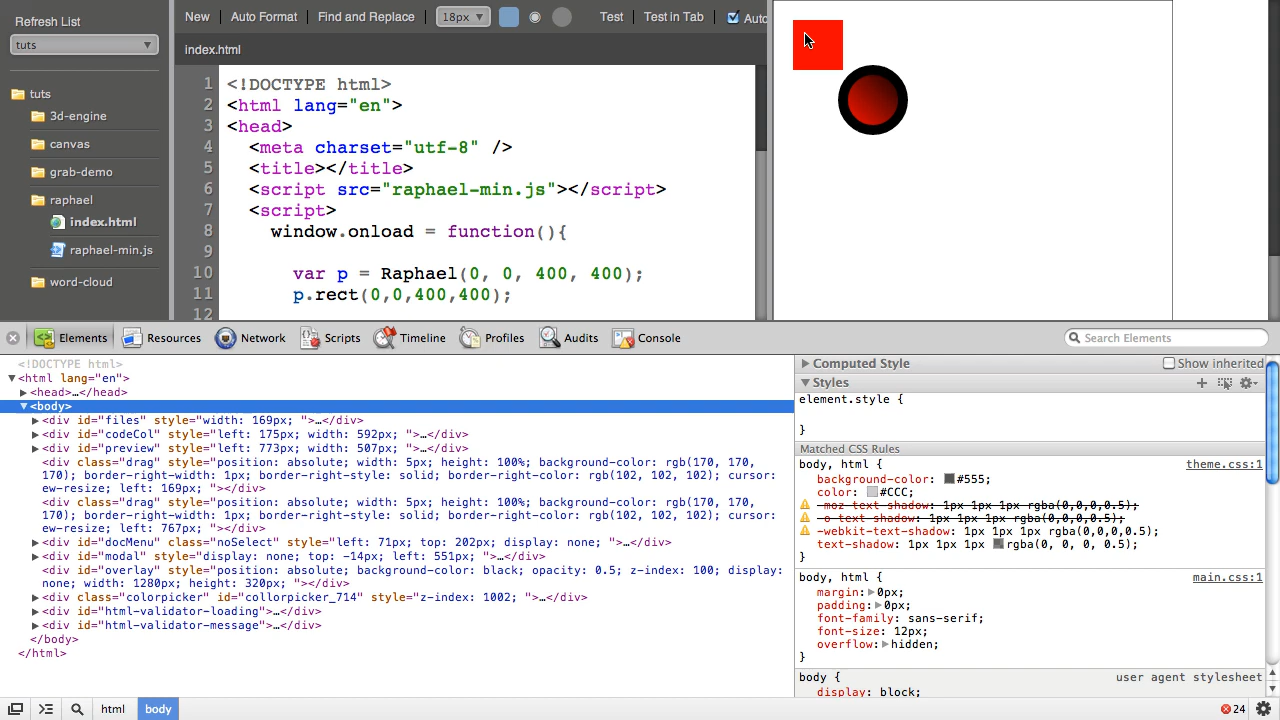 Refresh List
tuts
tuts
3d-engine
canvas
grab-demo
raphael
index.html
raphael-min.js
word-cloud
New Auto Format Find and Replace 18px Test Test in Tab Auto
index.html
1 <!DOCTYPE html>
2 <html lang="en">
3 <head>
4 <meta charset="utf-8" />
5 <title></title>
6 <script src="raphael-min.js"></script>
7 <script>
8 window.onload = function(){
9
10 var p = Raphael(0, 0, 400, 400);
11 p.rect(0,0,400,400);
12
Elements Resources Network Scripts Timeline Profiles Audits Console Search Elements
<!DOCTYPE html>
<html lang="en">
<head>…</head>
<body>
<div id="files" style="width: 169px; ">…</div>
<div id="codeCol" style="left: 175px; width: 592px; ">…</div>
<div id="preview" style="left: 773px; width: 507px; ">…</div>
<div class="drag" style="position: absolute; width: 5px; height: 100%; background-color: rgb(170, 170,
170); border-right-width: 1px; border-right-style: solid; border-right-color: rgb(102, 102, 102); cursor:
ew-resize; left: 169px; "></div>
<div class="drag" style="position: absolute; width: 5px; height: 100%; background-color: rgb(170, 170,
170); border-right-width: 1px; border-right-style: solid; border-right-color: rgb(102, 102, 102); cursor:
ew-resize; left: 767px; "></div>
<div id="docMenu" class="noSelect" style="left: 71px; top: 202px; display: none; ">…</div>
<div id="modal" style="display: none; top: -14px; left: 551px; ">…</div>
<div id="overlay" style="position: absolute; background-color: black; opacity: 0.5; z-index: 100; display:
none; width: 1280px; height: 320px; "></div>
<div class="colorpicker" id="collorpicker_714" style="z-index: 1002; ">…</div>
<div id="html-validator-loading">…</div>
<div id="html-validator-message">…</div>
</body>
</html>
Computed Style Show inherited
Styles
element.style {
}
Matched CSS Rules
body, html { theme.css:1
background-color: #555;
color: #CCC;
-moz-text-shadow: 1px 1px 1px rgba(0,0,0,0.5);
-o-text-shadow: 1px 1px 1px rgba(0,0,0,0.5);
-webkit-text-shadow: 1px 1px 1px rgba(0,0,0,0.5);
text-shadow: 1px 1px 1px rgba(0, 0, 0, 0.5);
}
body, html { main.css:1
margin: 0px;
padding: 0px;
font-family: sans-serif;
font-size: 12px;
overflow: hidden;
}
body { user agent stylesheet
display: block;
html body 24